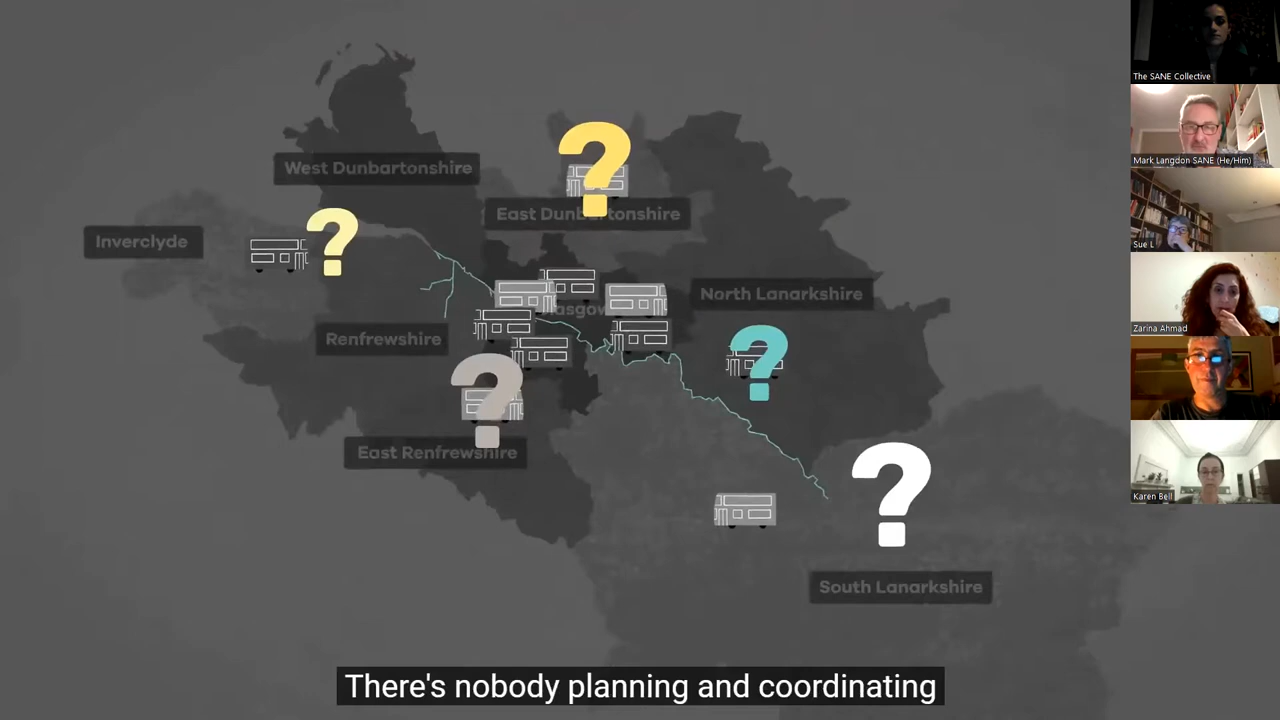 West Dunbartonshire
East Dunbartonshire
Inverclyde
North Lanarkshire
Renfrewshire
East Renfrewshire
South Lanarkshire
There's nobody planning and coordinating
The SANE Collective
Mark Langdon SANE (He/Him)
Sue L
Zarina Ahmad
Karen Bell